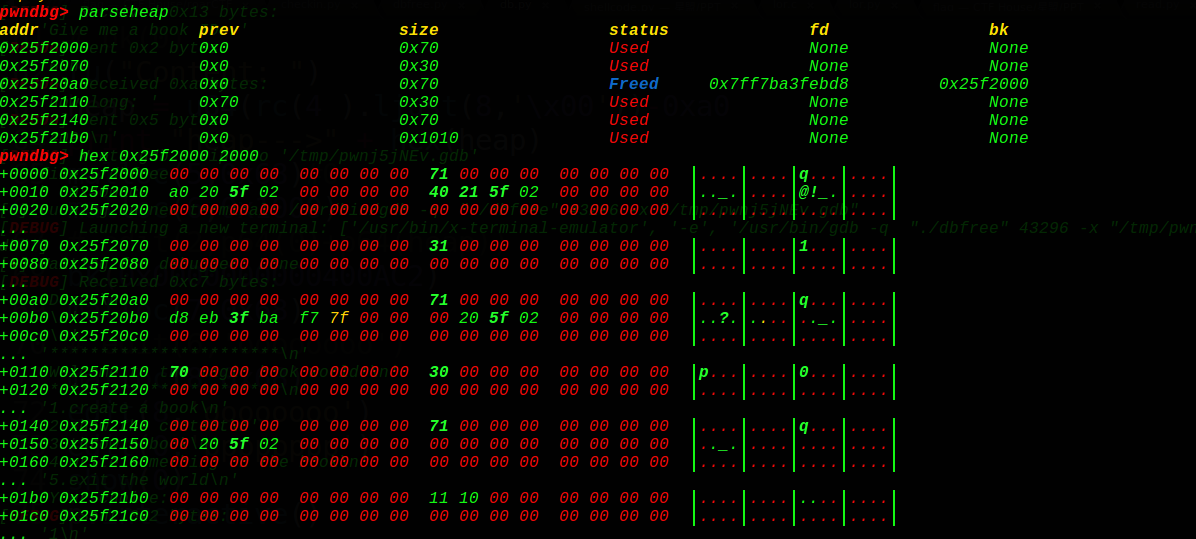 pwndbg> parseheap
addr prev size status fd bk
0x25f2000 0x0 0x70 Used None None
0x25f2070 0x0 0x30 Used None None
0x25f20a0 0x0 0x70 Freed 0x7ff7ba3febd8 0x25f2000
0x25f2110 0x70 0x30 Used None None
0x25f2140 0x0 0x70 Used None None
0x25f21b0 0x0 0x1010 Used None None
pwndbg> hex 0x25f2000 2000
+0000 0x25f2000 00 00 00 00 00 00 00 00 71 00 00 00 00 00 00 00 |....|....|q...|....|
+0010 0x25f2010 a0 20 5f 02 00 00 00 00 40 21 5f 02 00 00 00 00 |.._.|....|@!_.|....|
+0020 0x25f2020 00 00 00 00 00 00 00 00 00 00 00 00 00 00 00 00 |....|....|....|....|
...
+0070 0x25f2070 00 00 00 00 00 00 00 00 31 00 00 00 00 00 00 00 |....|....|1...|....|
+0080 0x25f2080 00 00 00 00 00 00 00 00 00 00 00 00 00 00 00 00 |....|....|....|....|
...
+00a0 0x25f20a0 00 00 00 00 00 00 00 00 71 00 00 00 00 00 00 00 |....|....|q...|....|
+00b0 0x25f20b0 d8 eb 3f ba f7 7f 00 00 00 20 5f 02 00 00 00 00 |..?.|....|.._.|....|
+00c0 0x25f20c0 00 00 00 00 00 00 00 00 00 00 00 00 00 00 00 00 |....|....|....|....|
...
+0110 0x25f2110 70 00 00 00 00 00 00 00 30 00 00 00 00 00 00 00 |p...|....|0...|....|
+0120 0x25f2120 00 00 00 00 00 00 00 00 00 00 00 00 00 00 00 00 |....|....|....|....|
...
+0140 0x25f2140 00 00 00 00 00 00 00 00 71 00 00 00 00 00 00 00 |....|....|q...|....|
+0150 0x25f2150 00 20 5f 02 00 00 00 00 00 00 00 00 00 00 00 00 |.._.|....|....|....|
+0160 0x25f2160 00 00 00 00 00 00 00 00 00 00 00 00 00 00 00 00 |....|....|....|....|
...
+01b0 0x25f21b0 00 00 00 00 00 00 00 00 11 10 00 00 00 00 00 00 |....|....|....|....|
+01c0 0x25f21c0 00 00 00 00 00 00 00 00 00 00 00 00 00 00 00 00 |....|....|....|....|
...